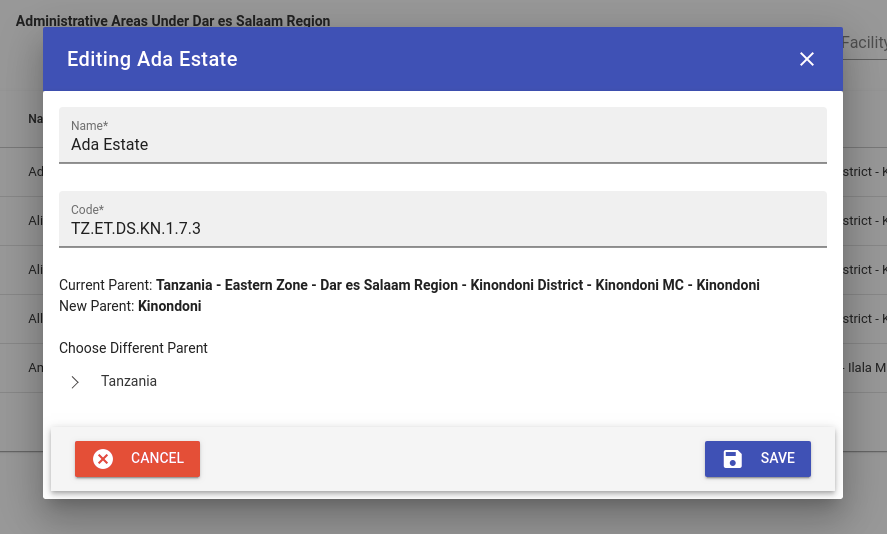 Administrative Areas Under Dar es Salaam Region
Facility
Editing Ada Estate
Na
Name*
Ada Estate
Ad
strict - K
Code*
TZ.ET.DS.KN.1.7.3
Ali
strict - K
Ali
strict - K
Current Parent: Tanzania - Eastern Zone - Dar es Salaam Region - Kinondoni District - Kinondoni MC - Kinondoni
New Parent: Kinondoni
All
strict - K
Choose Different Parent
An
- Ilala M
Tanzania
CANCEL
SAVE